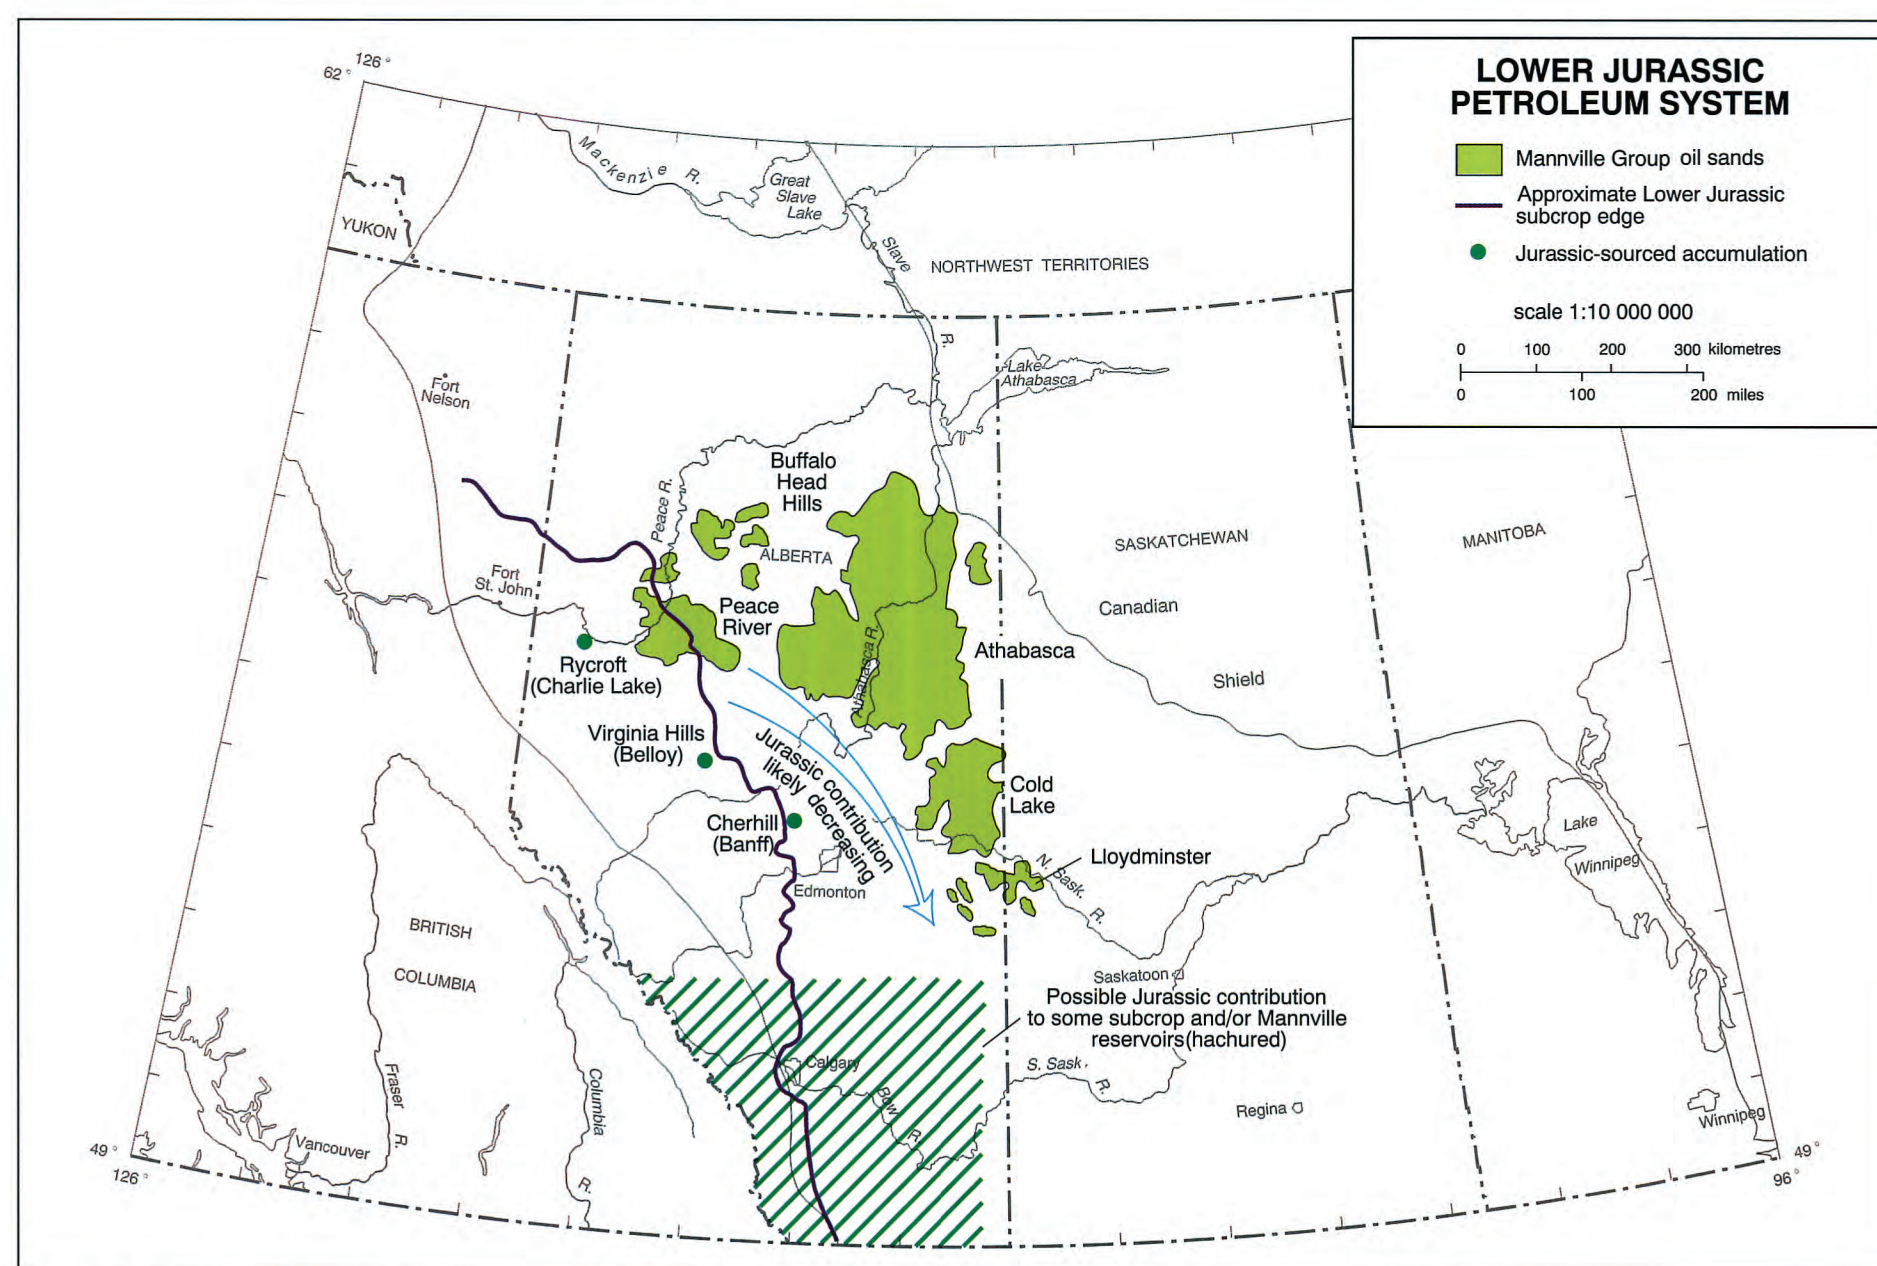 126°
62°
LOWER JURASSIC
PETROLEUM SYSTEM
Mannville Group oil sands
Approximate Lower Jurassic
subcrop edge
Jurassic-sourced accumulation
scale 1:10 000 000
0 100 200 300 kilometres
0 100 200 miles
Mackenzie R.
Great
Slave
Lake
YUKON
Slave
R.
NORTHWEST TERRITORIES
Lake
Athabasca
Fort
Nelson
Buffalo
Head
Hills
Peace R.
ALBERTA
SASKATCHEWAN
MANITOBA
Fort
St. John
Peace
River
Canadian
Shield
Athabasca R.
Athabasca
Rycroft
(Charlie Lake)
Virginia Hills
(Belloy)
Jurassic contribution
likely decreasing
Cold
Lake
Cherhill
(Banff)
Lloydminster
Lake
Winnipeg
N. Sask. R.
Edmonton
BRITISH
COLUMBIA
Saskatoon
Possible Jurassic contribution
to some subcrop and/or Mannville
reservoirs(hachured)
Calgary
S. Sask. R.
Bow R.
Fraser R.
Columbia R.
Regina
Winnipeg
Vancouver
49°
126°
49°
96°